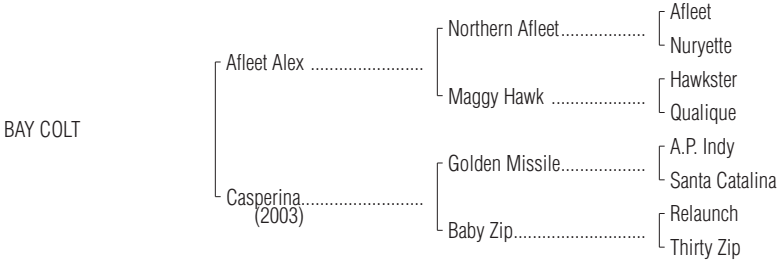 Afleet
Northern Afleet..................
Nuryette
Afleet Alex ........................
Hawkster
Maggy Hawk ....................
Qualique
BAY COLT
A.P. Indy
Golden Missile..................
Santa Catalina
Casperina..........................
(2003)
Relaunch
Baby Zip............................
Thirty Zip